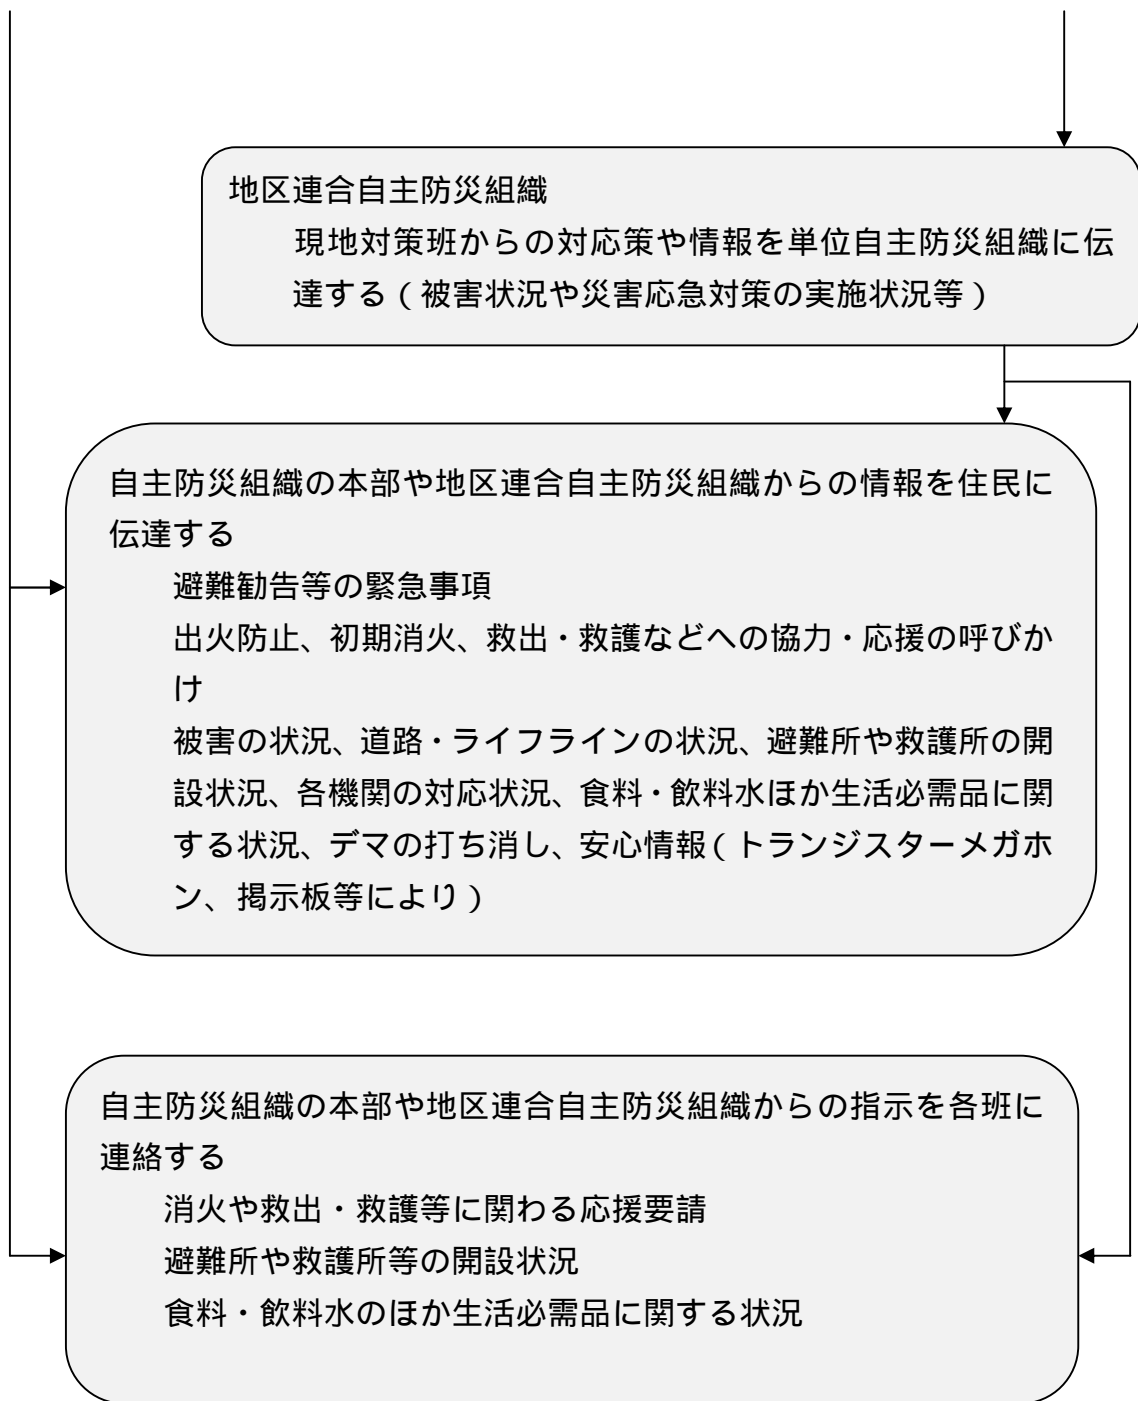 地区連合自主防災組織
現地対策班からの対応策や情報を単位自主防災組織に伝
達する（被害状況や災害応急対策の実施状況等）
自主防災組織の本部や地区連合自主防災組織からの情報を住民に
伝達する
避難勧告等の緊急事項
出火防止、初期消火、救出・救護などへの協力・応援の呼びか
け
被害の状況、道路・ライフラインの状況、避難所や救護所の開
設状況、各機関の対応状況、食料・飲料水ほか生活必需品に関
する状況、デマの打ち消し、安心情報（トランジスターメガホ
ン、掲示板等により）
自主防災組織の本部や地区連合自主防災組織からの指示を各班に
連絡する
消火や救出・救護等に関わる応援要請
避難所や救護所等の開設状況
食料・飲料水のほか生活必需品に関する状況